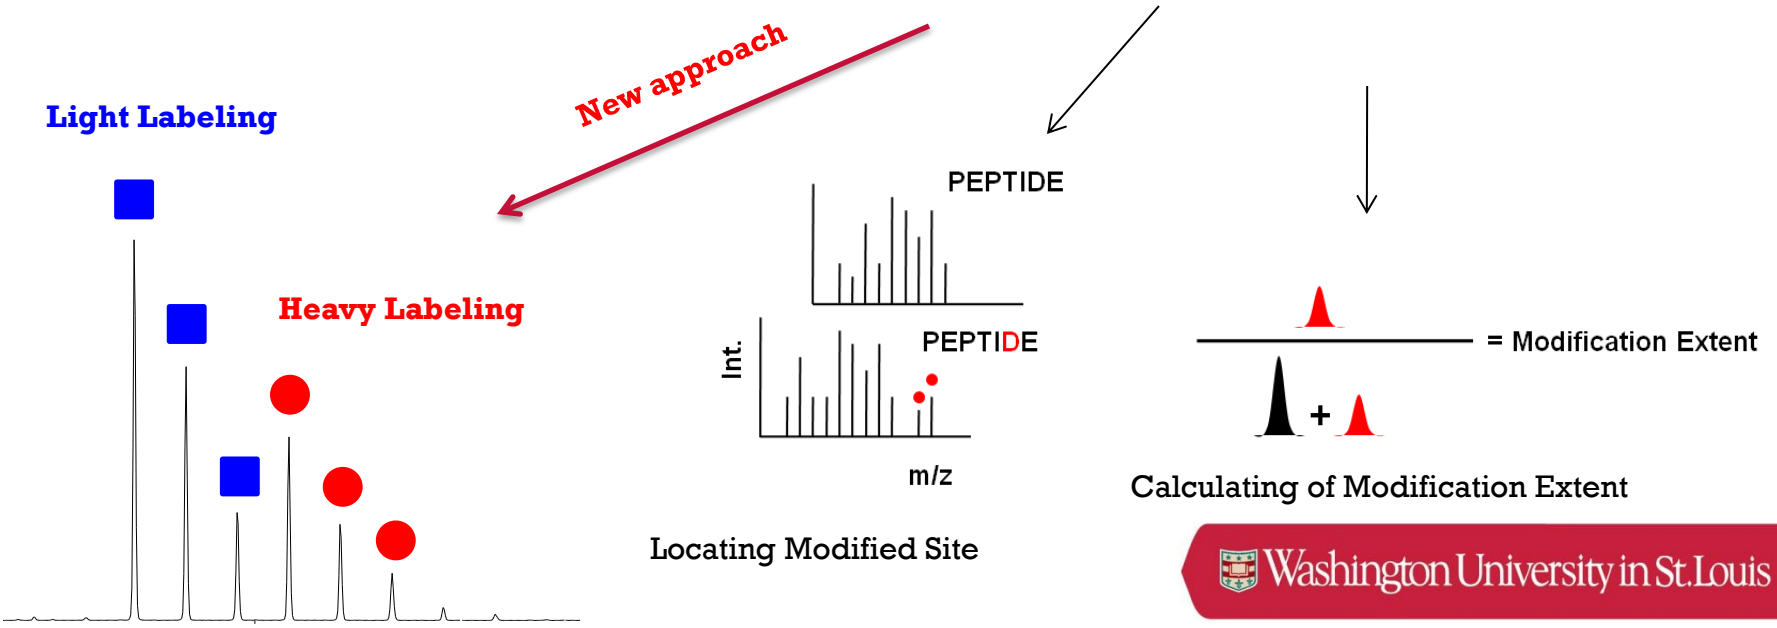 New approach
Light Labeling
Heavy Labeling
PEPTIDE
PEPTIDE
Int.
m/z
Locating Modified Site
= Modification Extent
+
Calculating of Modification Extent
Washington University in St.Louis